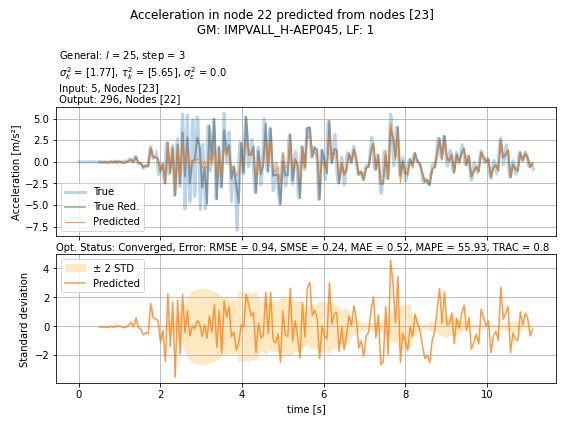 Acceleration in node 22 predicted from nodes [23]
GM: IMPVALL_H-AEP045, LF: 1
General: l = 25, step = 3
σ²ₖ = [1.77], τ²ₖ = [5.65], σ²ε = 0.0
Input: 5, Nodes [23]
Output: 296, Nodes [22]
Acceleration [m/s²]
5.0
2.5
0.0
−2.5
−5.0
−7.5
True
True Red.
Predicted
Opt. Status: Converged, Error: RMSE = 0.94, SMSE = 0.24, MAE = 0.52, MAPE = 55.93, TRAC = 0.8
Standard deviation
4
2
0
−2
± 2 STD
Predicted
0 2 4 6 8 10
time [s]